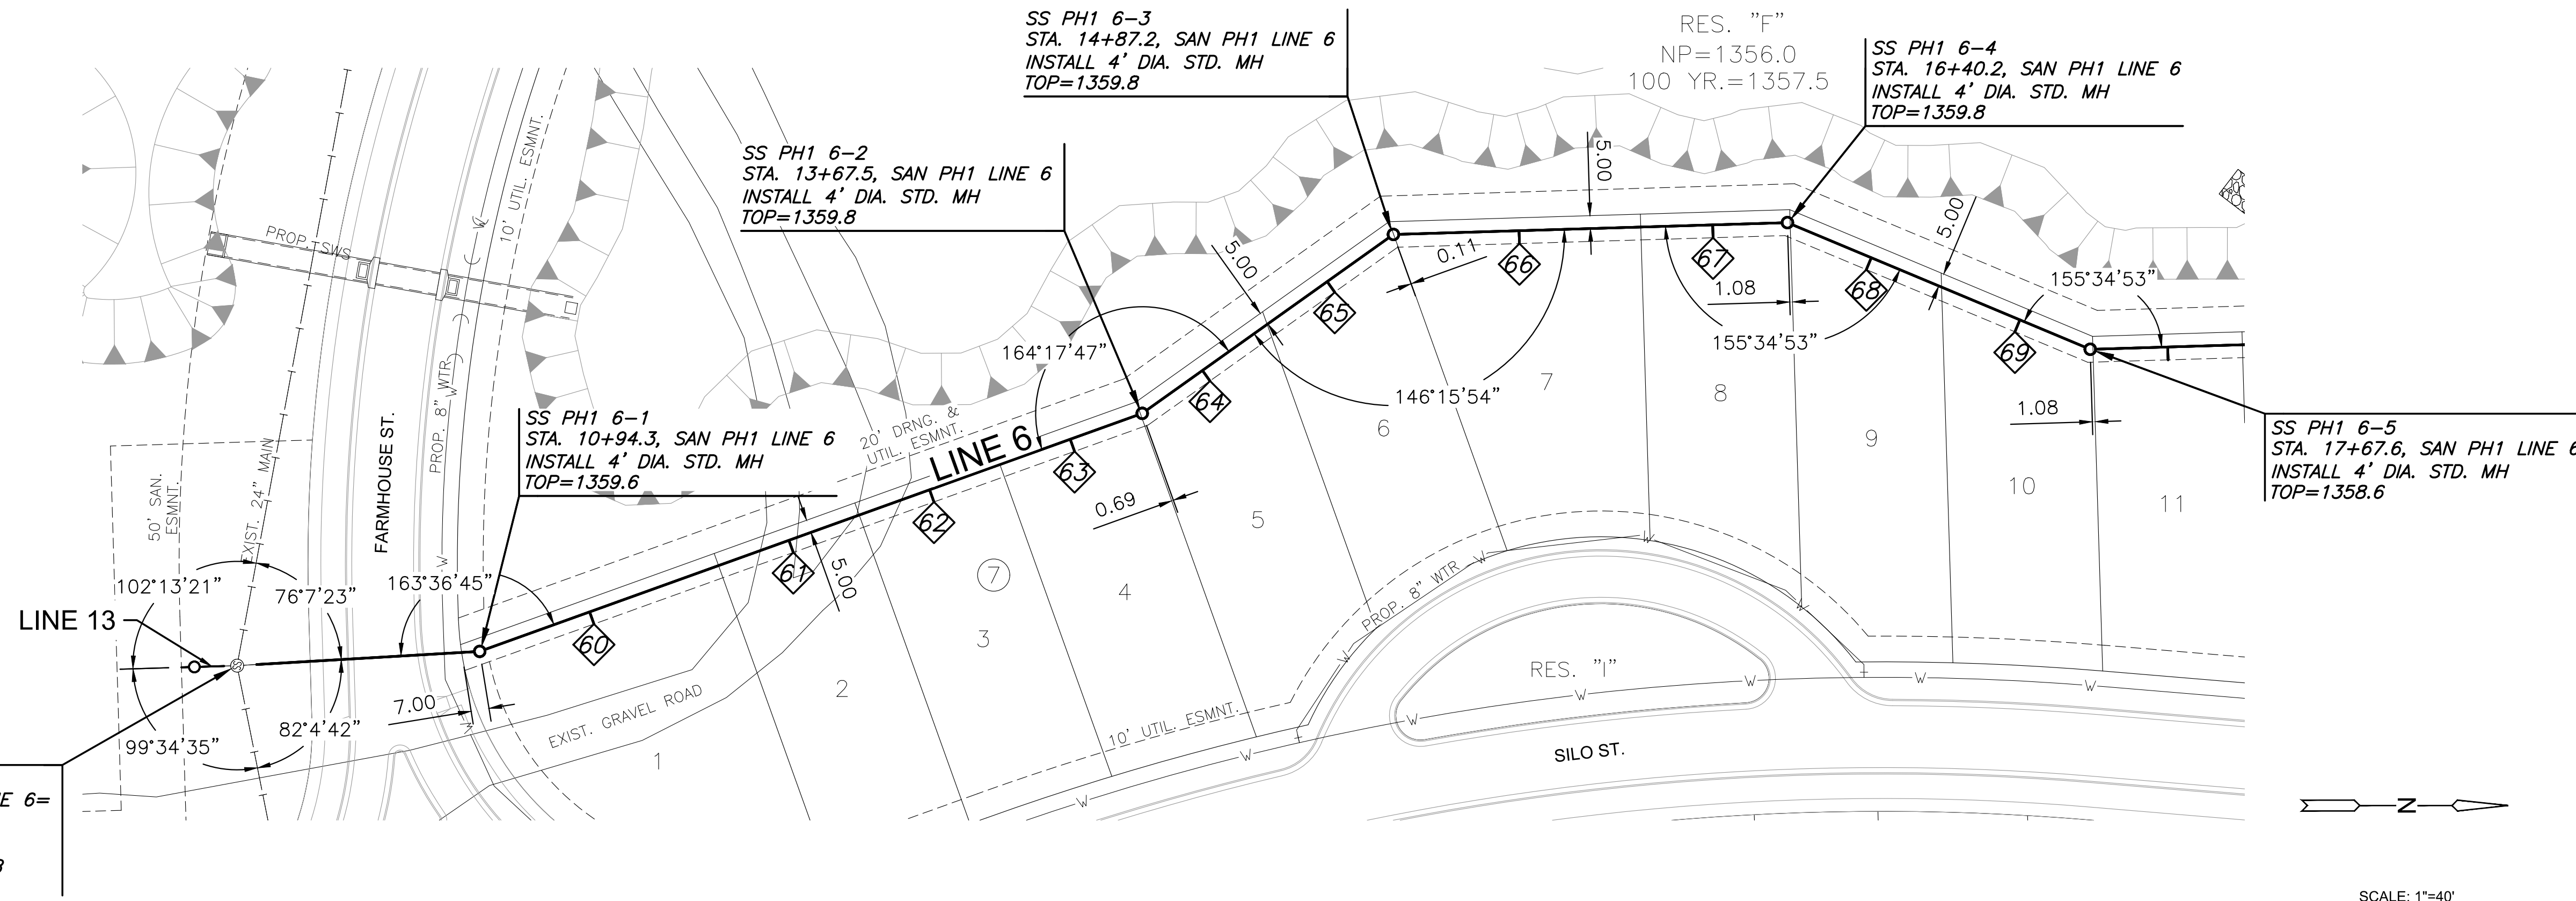 SS PH1 6-3
STA. 14+87.2, SAN PH1 LINE 6
INSTALL 4' DIA. STD. MH
TOP=1359.8
RES. "F"
NP=1356.0
100 YR.=1357.5
SS PH1 6-4
STA. 16+40.2, SAN PH1 LINE 6
INSTALL 4' DIA. STD. MH
TOP=1359.8
SS PH1 6-2
STA. 13+67.5, SAN PH1 LINE 6
INSTALL 4' DIA. STD. MH
TOP=1359.8
10' UTIL. ESMNT.
PROP. SWS
5.00
5.00
0.11
66
67
1.08
68
5.00
155°34'53"
65
164°17'47"
155°34'53"
69
64
146°15'54"
7
8
6
9
1.08
PROP. 8" WTR
W
W
W
FARMHOUSE ST.
SS PH1 6-1
STA. 10+94.3, SAN PH1 LINE 6
INSTALL 4' DIA. STD. MH
TOP=1359.6
20' DRNG. &
UTIL. ESMNT.
LINE 6
63
SS PH1 6-5
STA. 17+67.6, SAN PH1 LINE 6
INSTALL 4' DIA. STD. MH
TOP=1358.6
50' SAN.
ESMNT.
EXIST. 24" MAIN
62
0.69
5
10
11
102°13'21"
76°7'23"
163°36'45"
61
5.00
7
4
W
W
PROP. 8" WTR
W
W
LINE 13
60
3
S
7.00
EXIST. GRAVEL ROAD
2
RES. "I"
W
W
W
W
W
99°34'35"
82°4'42"
1
10' UTIL. ESMNT.
W
W
SILO ST.
E 6=
N
SCALE: 1"=40'